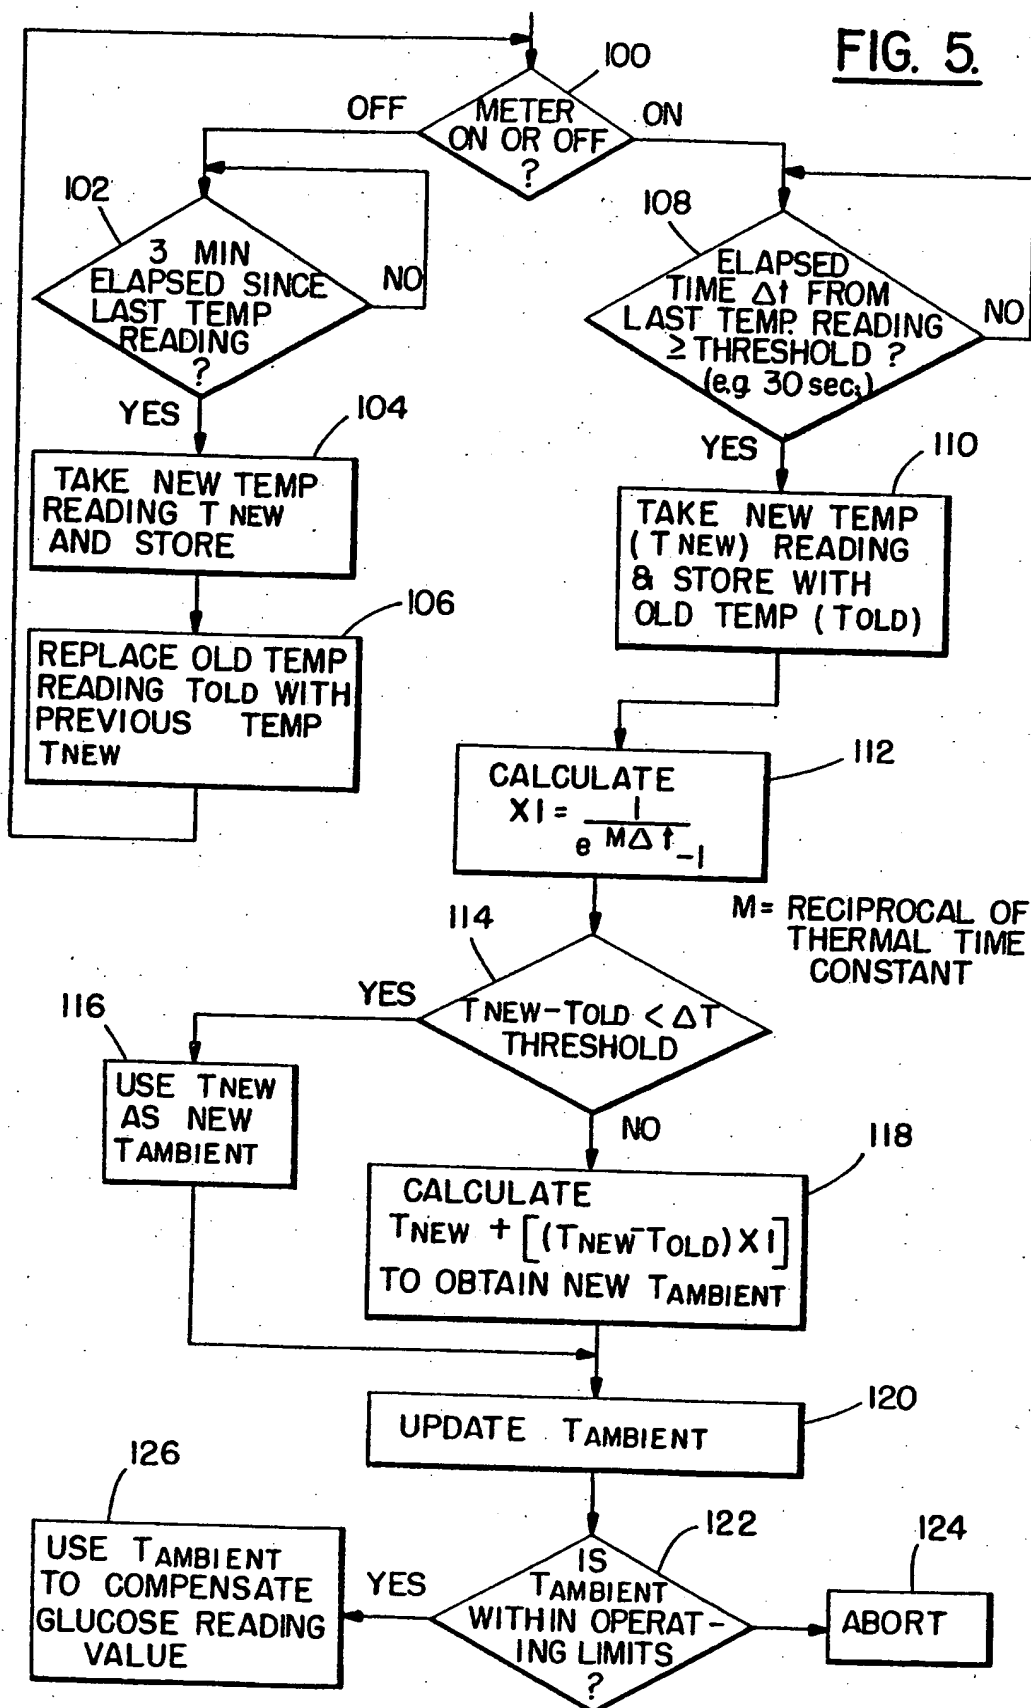 FIG. 5.
100
METER
ON OR OFF
?
OFF
ON
102
3 MIN
ELAPSED SINCE
LAST TEMP
READING
?
NO
YES
104
TAKE NEW TEMP
READING TNEW
AND STORE
106
REPLACE OLD TEMP
READING TOLD WITH
PREVIOUS TEMP
TNEW
108
ELAPSED
TIME Δt FROM
LAST TEMP. READING
≥ THRESHOLD ?
(e.g. 30 sec.)
NO
YES
110
TAKE NEW TEMP
(TNEW) READING
& STORE WITH
OLD TEMP (TOLD)
112
CALCULATE
X1 = 1
e MΔt -1
M= RECIPROCAL OF
THERMAL TIME
CONSTANT
114
TNEW-TOLD < ΔT
THRESHOLD
YES
NO
116
USE TNEW
AS NEW
TAMBIENT
118
CALCULATE
TNEW + [(TNEW-TOLD) X1]
TO OBTAIN NEW TAMBIENT
120
UPDATE TAMBIENT
122
IS
TAMBIENT
WITHIN OPERAT-
ING LIMITS
?
YES
124
ABORT
126
USE TAMBIENT
TO COMPENSATE
GLUCOSE READING
VALUE